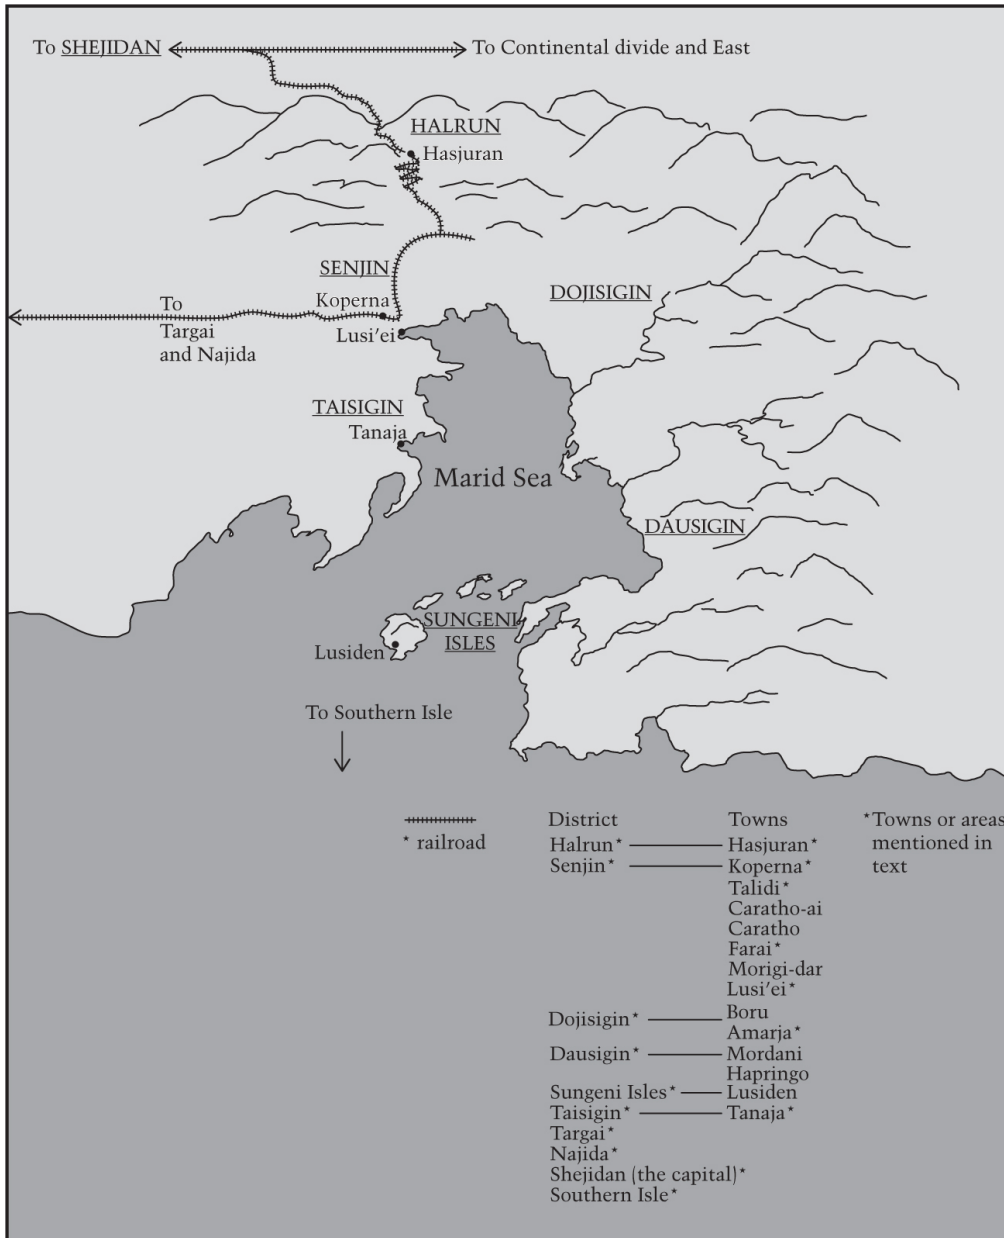 To SHEJIDAN
To Continental divide and East
HALRUN
Hasjuran
SENJIN
Koperna
DOJISIGIN
To
Targai
and Najida
Lusi'ei
TAISIGIN
Tanaja
Marid Sea
DAUSIGIN
SUNGENI
ISLES
Lusiden
To Southern Isle
* railroad
District Towns
Halrun* Hasjuran*
Senjin* Koperna*
Talidi*
Caratho-ai
Caratho
Farai*
Morigi-dar
Lusi'ei*
Dojisigin* Boru
Amarja*
Dausigin* Mordani
Hapringo
Sungeni Isles* Lusiden
Taisigin* Tanaja*
Targai*
Najida*
Shejidan (the capital)*
Southern Isle*
*Towns or areas
mentioned in
text